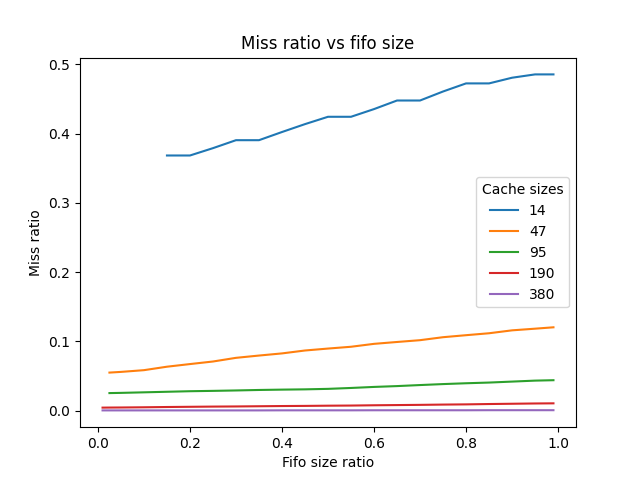 Miss ratio vs fifo size
0.5
0.4
0.3
0.2
0.1
0.0
Miss ratio
Cache sizes
14
47
95
190
380
0.0 0.2 0.4 0.6 0.8 1.0
Fifo size ratio